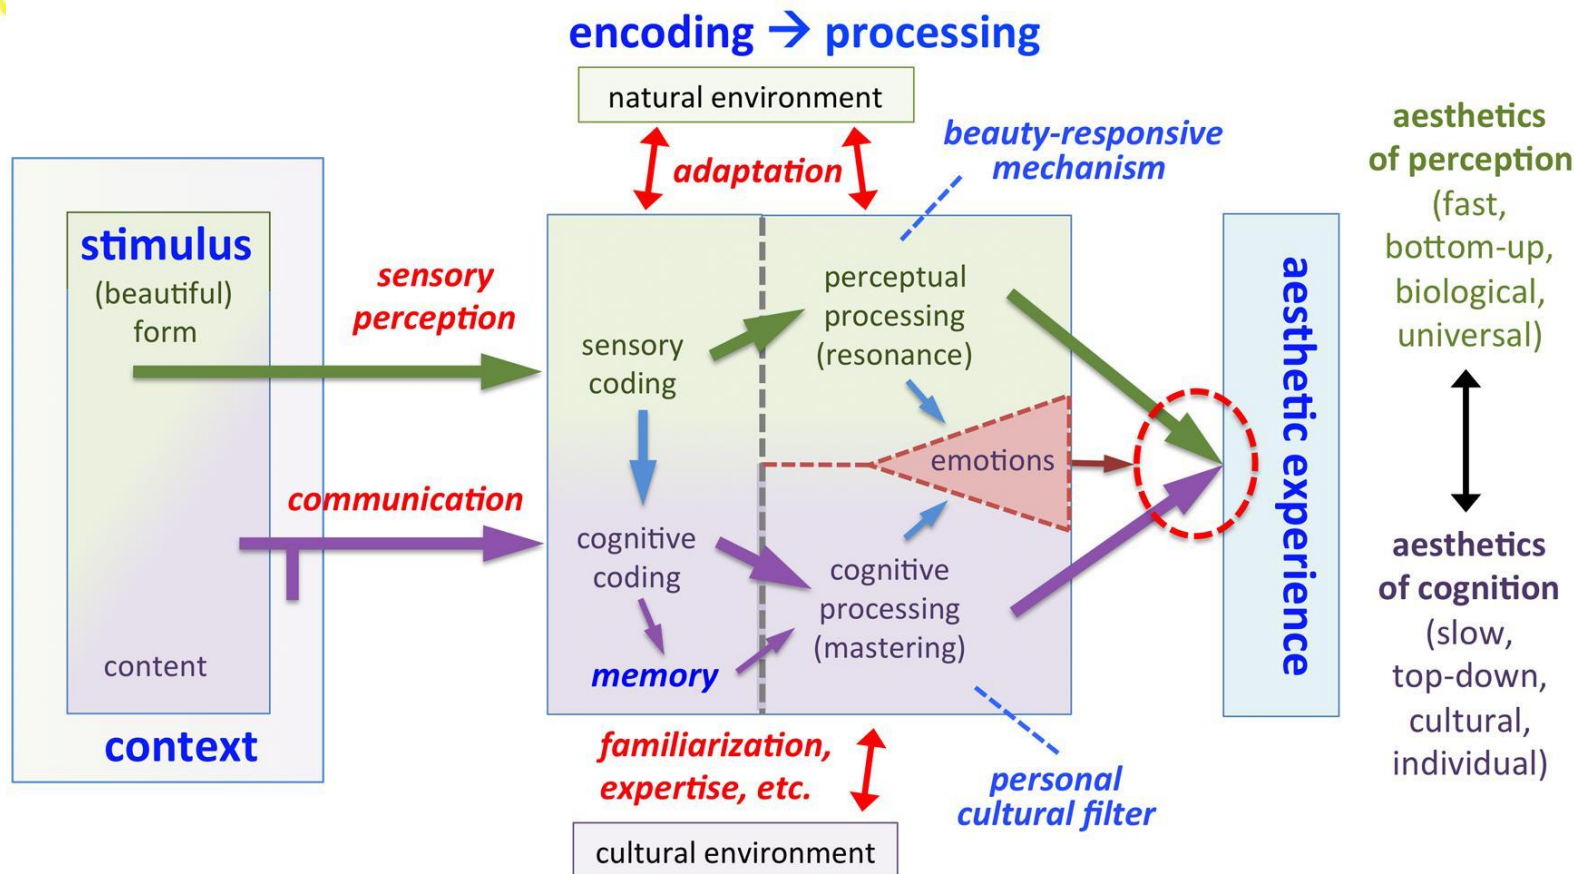 encoding → processing
natural environment
adaptation
beauty-responsive
mechanism
stimulus
(beautiful)
form
content
context
sensory
perception
communication
sensory
coding
perceptual
processing
(resonance)
emotions
cognitive
coding
memory
cognitive
processing
(mastering)
familiarization,
expertise, etc.
personal
cultural filter
cultural environment
aesthetic experience
aesthetics
of perception
(fast,
bottom-up,
biological,
universal)
aesthetics
of cognition
(slow,
top-down,
cultural,
individual)